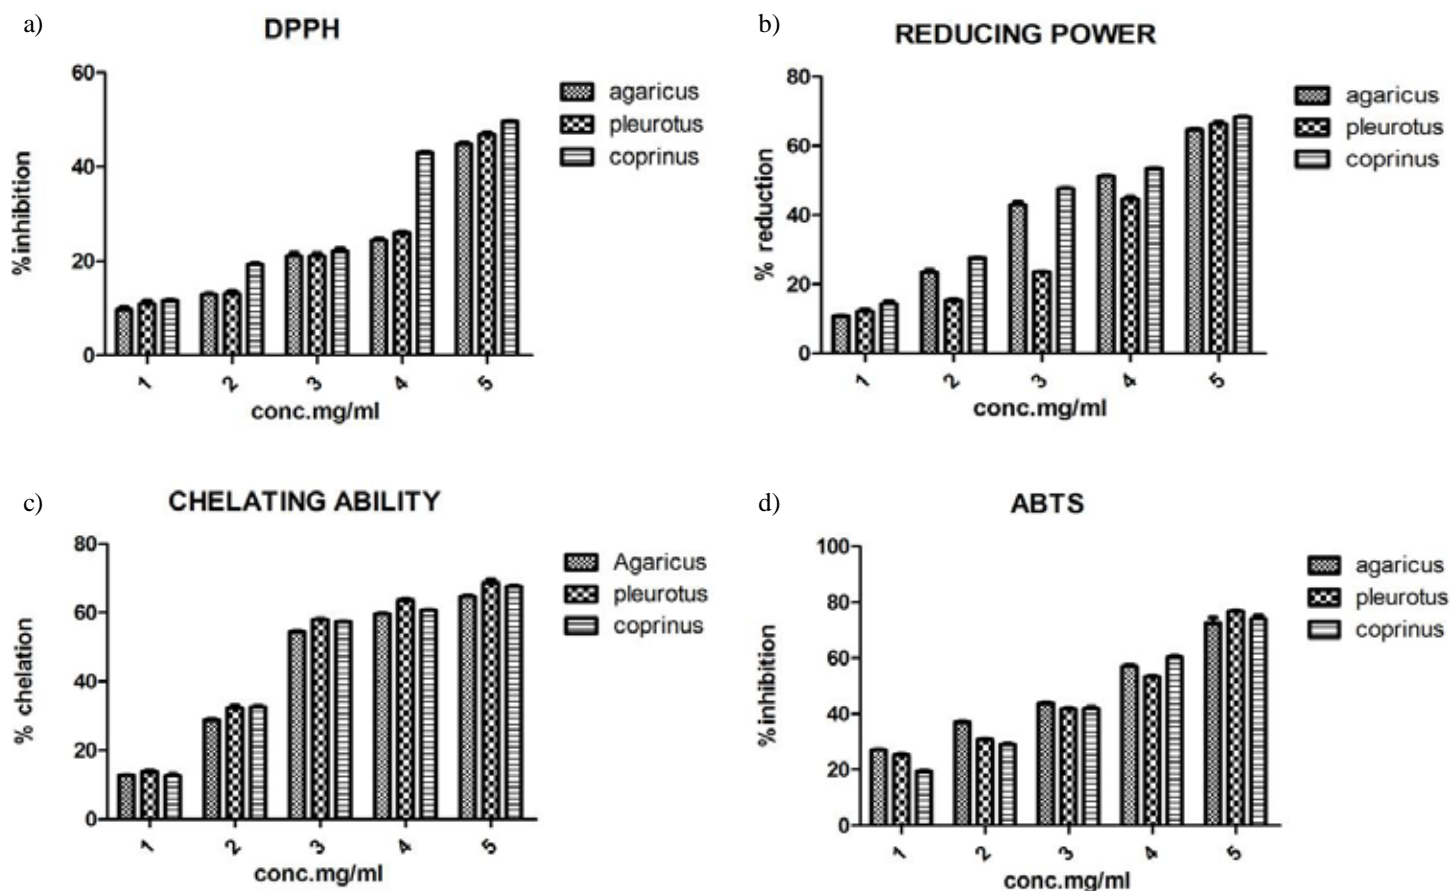 a)
DPPH
60
40
20
0
%inhibition
1 2 3 4 5
conc.mg/ml
agaricus
pleurotus
coprinus
b)
REDUCING POWER
80
60
40
20
0
% reduction
1 2 3 4 5
conc.mg/ml
agaricus
pleurotus
coprinus
c)
CHELATING ABILITY
80
60
40
20
0
% chelation
1 2 3 4 5
conc.mg/ml
Agaricus
pleurotus
coprinus
d)
ABTS
100
80
60
40
20
0
%inhibition
1 2 3 4 5
conc.mg/ml
agaricus
pleurotus
coprinus